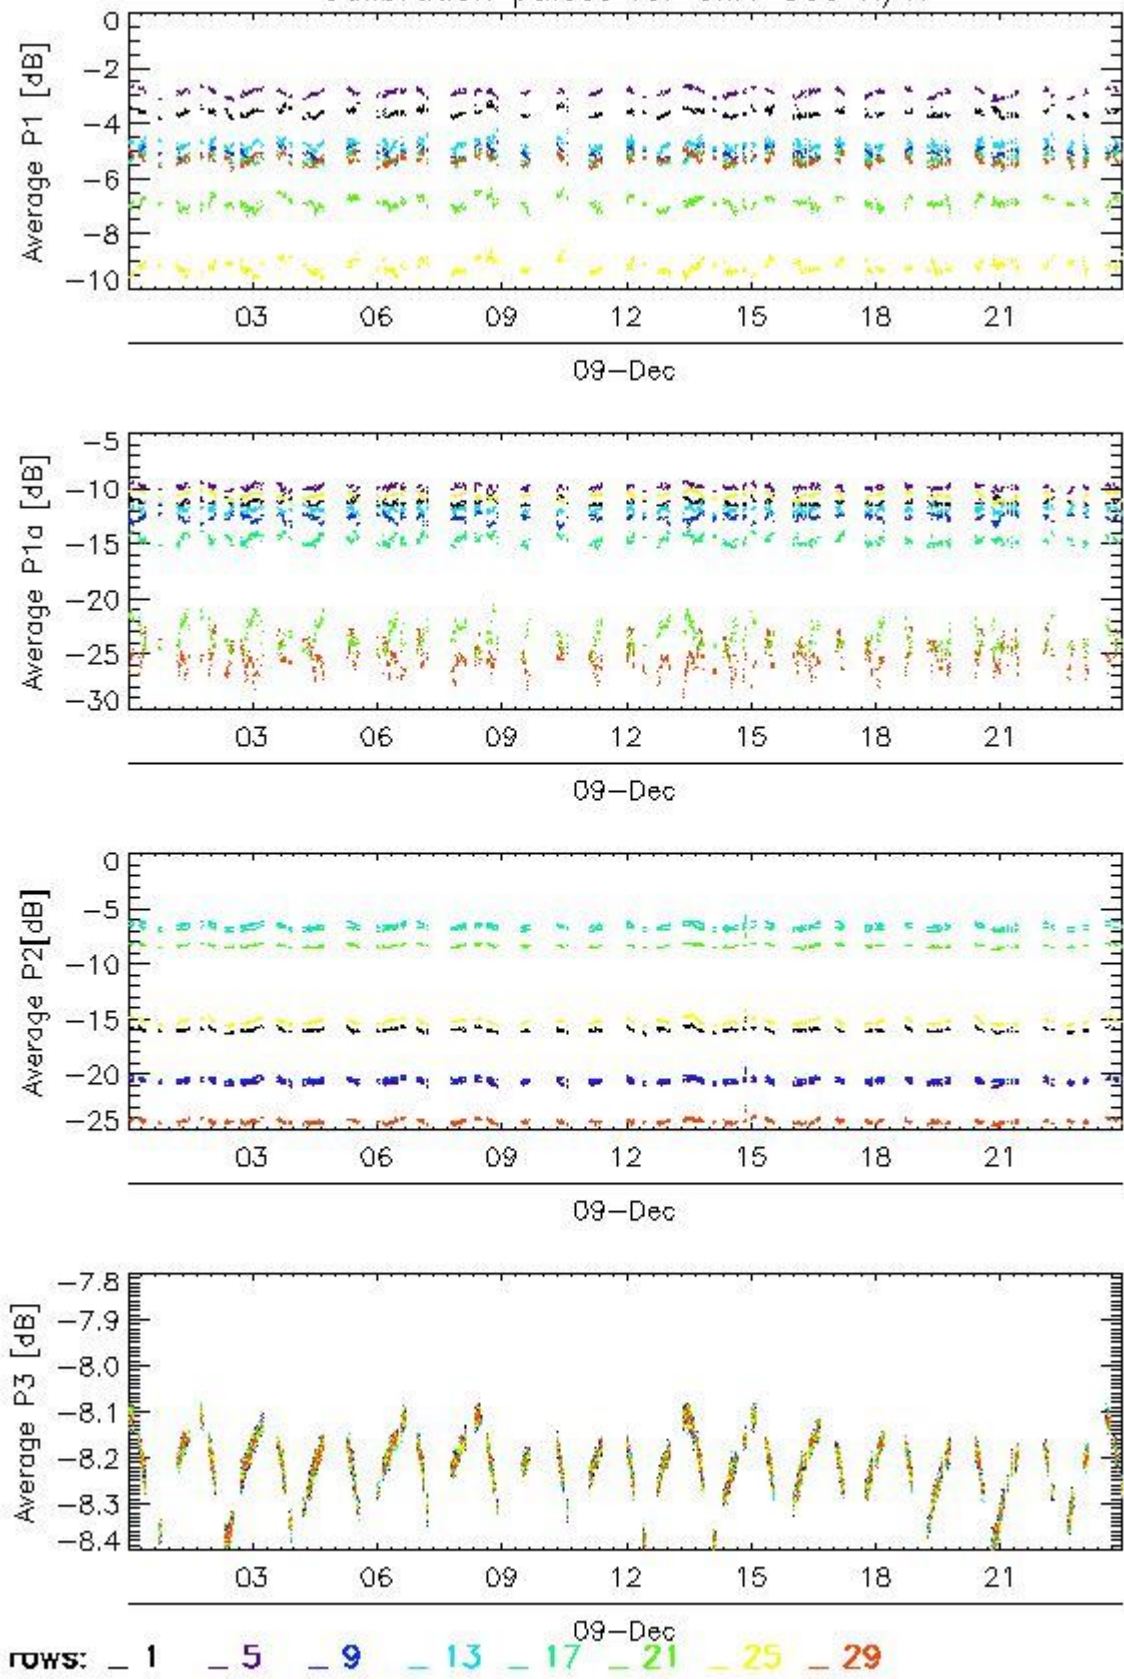 0
−2
−4
−6
−8
−10
Average P1 [dB]
03 06 09 12 15 18 21
09−Dec
−5
−10
−15
−20
−25
−30
Average P1a [dB]
03 06 09 12 15 18 21
09−Dec
0
−5
−10
−15
−20
−25
Average P2[dB]
03 06 09 12 15 18 21
09−Dec
−7.8
−7.9
−8.0
−8.1
−8.2
−8.3
−8.4
Average P3 [dB]
03 06 09 12 15 18 21
09−Dec
rows: _ 1 _ 5 _ 9 _ 13 _ 17 _ 21 _ 25 _ 29